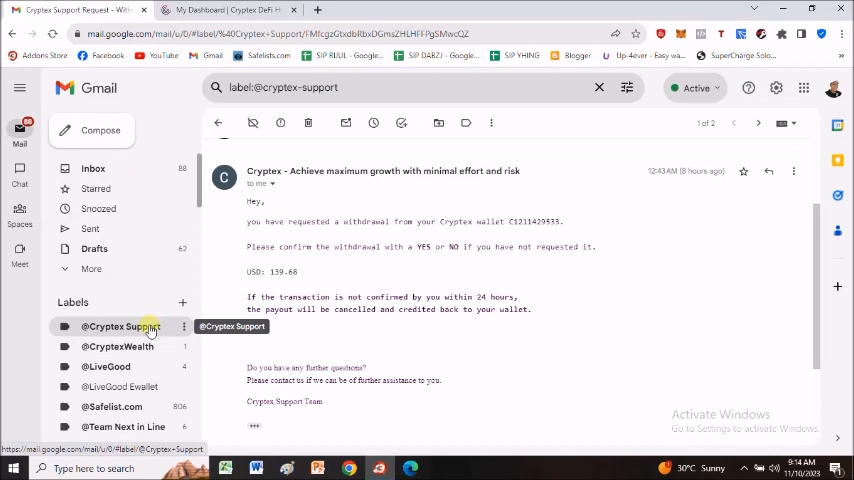 Cryptex Support Request - With
My Dashboard | Cryptex DeFi H
mail.google.com/mail/u/0/#label/%40Cryptex+Support/FMfcgzGtxdbRbxDGmsZHLHFFPgSMwcQZ
Addons Store
Facebook
YouTube
Gmail
Safelists.com
SIP RUUL - Google...
SIP DABZJ - Google...
SIP YHING
Blogger
Up-4ever - Easy wa...
SuperCharge Solo...
Gmail
label:@cryptex-support
Active
88
Mail
Compose
1 of 2
Chat
Spaces
Meet
Inbox 88
Starred
Snoozed
Sent
Drafts 62
More
Labels
@Cryptex Support
@Cryptex Support
@CryptexWealth 1
@LiveGood 4
@LiveGood Ewallet
@Safelist.com 806
@Team Next in Line 6
C
Cryptex - Achieve maximum growth with minimal effort and risk
12:43AM (8 hours ago)
to me
Hey,
you have requested a withdrawal from your Cryptex wallet C1211429533.
Please confirm the withdrawal with a YES or NO if you have not requested it.
USD: 139.68
If the transaction is not confirmed by you within 24 hours,
the payout will be cancelled and credited back to your wallet.
Do you have any further questions?
Please contact us if we can be of further assistance to you.
Cryptex Support Team
Activate Windows
Go to Settings to activate Windows.
https://mail.google.com/mail/u/0/#label/@Cryptex+Support
Type here to search
30°C Sunny
9:14 AM
11/10/2023